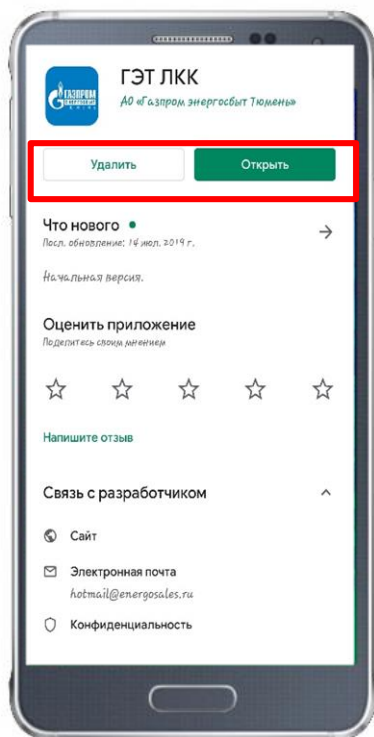 ГЭТ ЛКК
ГАЗПРОМ
АО «Газпром энергосбыт Тюмень»
Удалить
Открыть
Что нового
Посл. обновление: 14 июл. 2019 г.
Начальная версия.
Оценить приложение
Поделитесь своим мнением
Напишите отзыв
Связь с разработчиком
Сайт
Электронная почта
hotmail@energosales.ru
Конфиденциальность